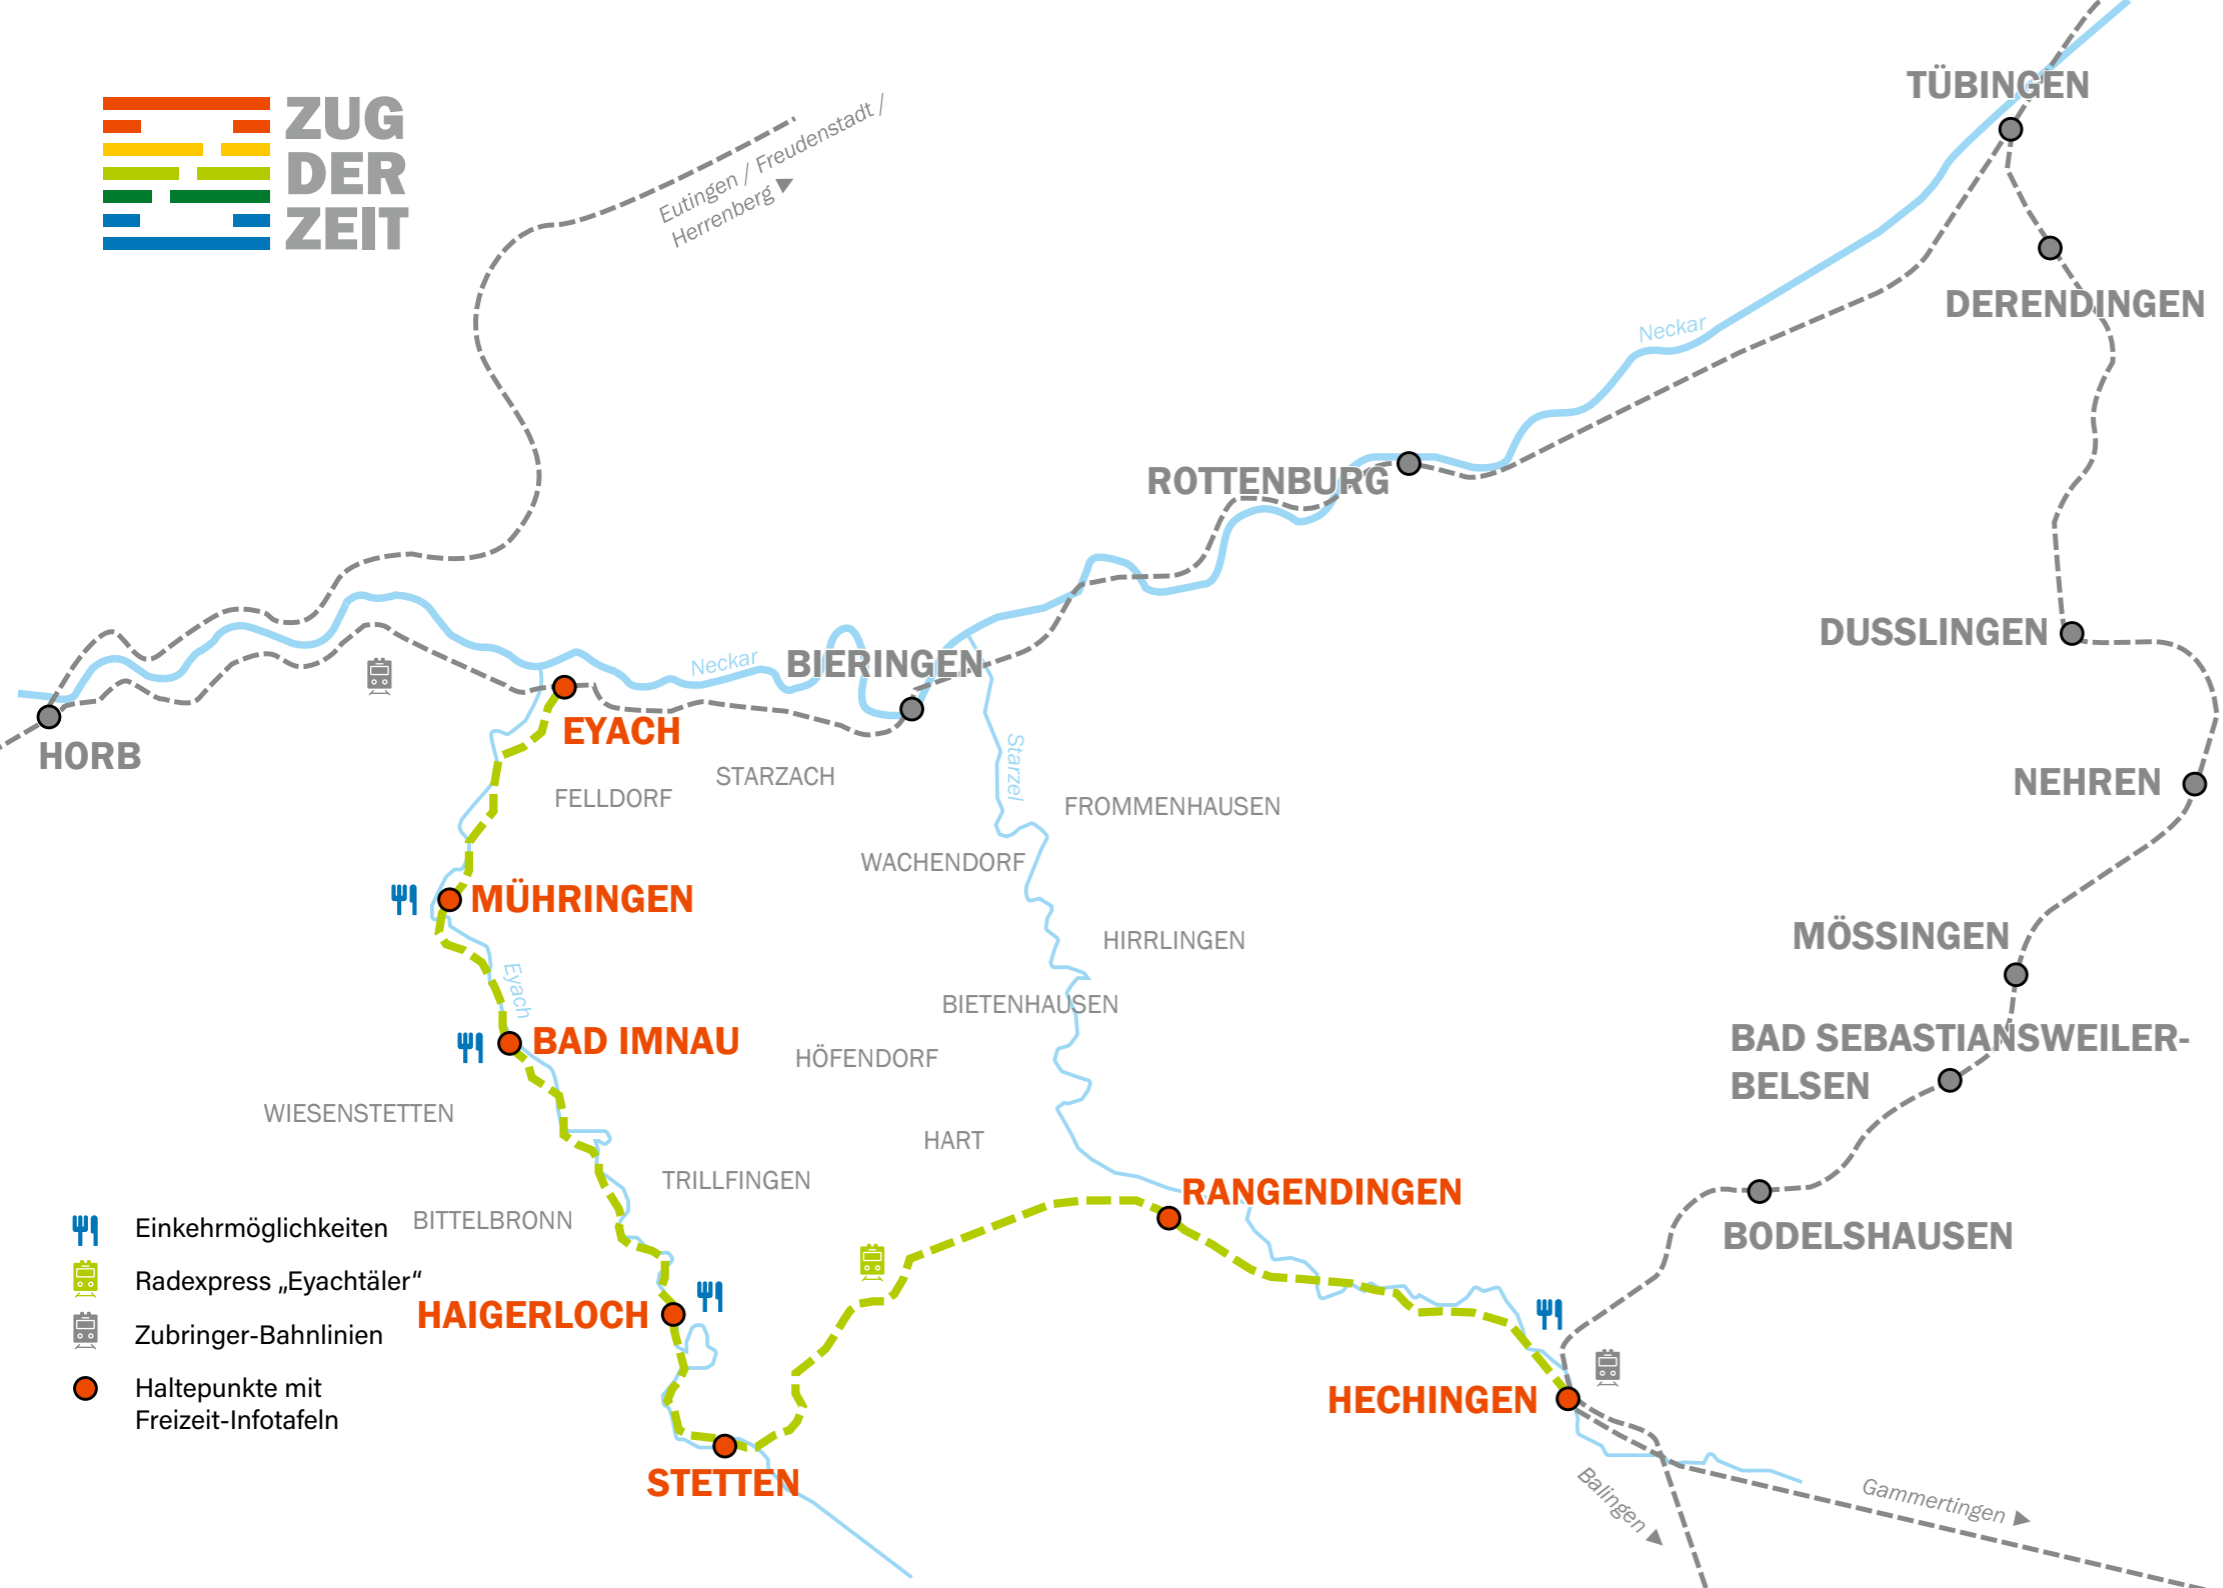 ZUG
DER
ZEIT
Eutingen / Freudenstadt /
Herrenberg
TÜBINGEN
DERENDINGEN
Neckar
ROTTENBURG
DUSSLINGEN
Neckar
BIERINGEN
HORB
EYACH
STARZACH
FELLDORF
Starzel
FROMMENHAUSEN
NEHREN
WACHENDORF
MÜHRINGEN
HIRRLINGEN
MÖSSINGEN
Eyach
BIETENHAUSEN
BAD IMNAU
HÖFENDORF
BAD SEBASTIANSWEILER-
BELSEN
WIESENSTETTEN
HART
TRILLFINGEN
RANGENDINGEN
BITTELBRONN
BODELSHAUSEN
Einkehrmöglichkeiten
Radexpress „Eyachtäler“
Zubringer-Bahnlinien
Haltepunkte mit
Freizeit-Infotafeln
HAIGERLOCH
HECHINGEN
STETTEN
Balingen
Gammertingen